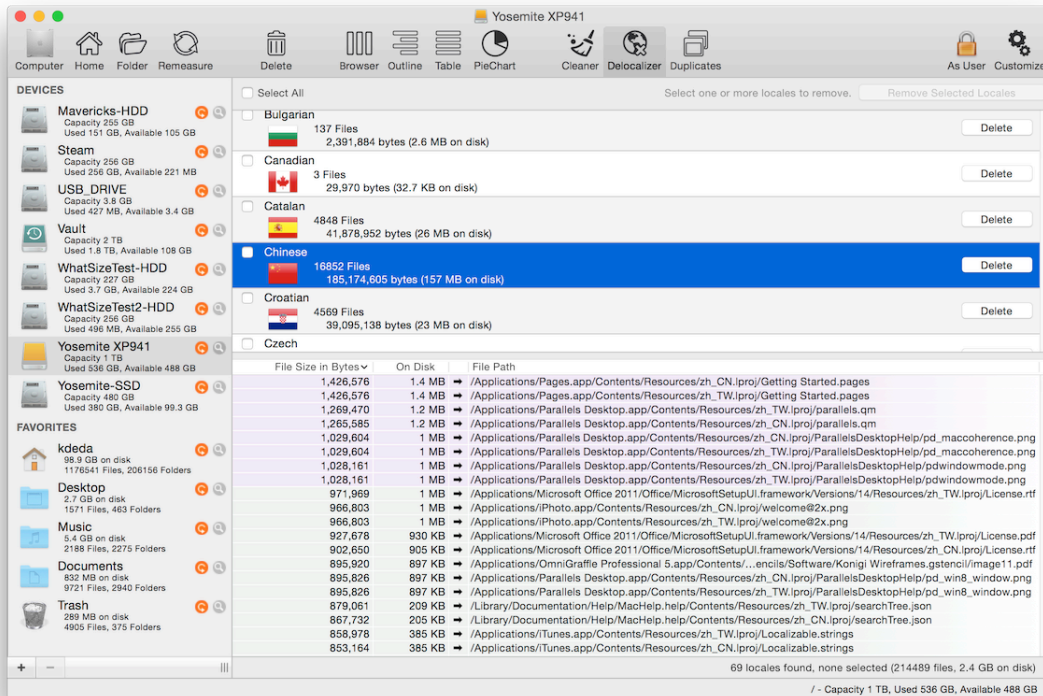 Yosemite XP941
Computer Home Folder Remeasure Delete Browser Outline Table PieChart Cleaner Delocalizer Duplicates As User Customize
DEVICES
Mavericks-HDD
Capacity 255 GB
Used 151 GB, Available 105 GB
Steam
Capacity 256 GB
Used 256 GB, Available 221 MB
USB_DRIVE
Capacity 3.8 GB
Used 427 MB, Available 3.4 GB
Vault
Capacity 2 TB
Used 1.8 TB, Available 108 GB
WhatSizeTest-HDD
Capacity 227 GB
Used 3.7 GB, Available 224 GB
WhatSizeTest2-HDD
Capacity 256 GB
Used 496 MB, Available 255 GB
Yosemite XP941
Capacity 1 TB
Used 536 GB, Available 488 GB
Yosemite-SSD
Capacity 480 GB
Used 380 GB, Available 99.3 GB
FAVORITES
kdeda
98.9 GB on disk
1176541 Files, 206156 Folders
Desktop
2.7 GB on disk
1571 Files, 463 Folders
Music
5.4 GB on disk
2188 Files, 2275 Folders
Documents
832 MB on disk
9721 Files, 2940 Folders
Trash
289 MB on disk
4905 Files, 375 Folders
Select All Select one or more locales to remove. Remove Selected Locales
Bulgarian
137 Files Delete
2,391,884 bytes (2.6 MB on disk)
Canadian
3 Files Delete
29,970 bytes (32.7 KB on disk)
Catalan
4848 Files Delete
41,878,952 bytes (26 MB on disk)
Chinese
16852 Files Delete
185,174,605 bytes (157 MB on disk)
Croatian
4569 Files Delete
39,095,138 bytes (23 MB on disk)
Czech
File Size in Bytes On Disk File Path
1,426,576 1.4 MB /Applications/Pages.app/Contents/Resources/zh_CN.lproj/Getting Started.pages
1,426,576 1.4 MB /Applications/Pages.app/Contents/Resources/zh_TW.lproj/Getting Started.pages
1,269,470 1.2 MB /Applications/Parallels Desktop.app/Contents/Resources/zh_TW.lproj/parallels.qm
1,265,585 1.2 MB /Applications/Parallels Desktop.app/Contents/Resources/zh_CN.lproj/parallels.qm
1,029,604 1 MB /Applications/Parallels Desktop.app/Contents/Resources/zh_CN.lproj/ParallelsDesktopHelp/pd_maccoherence.png
1,029,604 1 MB /Applications/Parallels Desktop.app/Contents/Resources/zh_TW.lproj/ParallelsDesktopHelp/pd_maccoherence.png
1,028,161 1 MB /Applications/Parallels Desktop.app/Contents/Resources/zh_CN.lproj/ParallelsDesktopHelp/pdwindowmode.png
1,028,161 1 MB /Applications/Parallels Desktop.app/Contents/Resources/zh_TW.lproj/ParallelsDesktopHelp/pdwindowmode.png
971,969 1 MB /Applications/Microsoft Office 2011/Office/MicrosoftSetupUI.framework/Versions/14/Resources/zh_TW.lproj/License.rtf
966,803 1 MB /Applications/iPhoto.app/Contents/Resources/zh_CN.lproj/welcome@2x.png
966,803 1 MB /Applications/iPhoto.app/Contents/Resources/zh_TW.lproj/welcome@2x.png
927,678 930 KB /Applications/Microsoft Office 2011/Office/MicrosoftSetupUI.framework/Versions/14/Resources/zh_TW.lproj/License.pdf
902,650 905 KB /Applications/Microsoft Office 2011/Office/MicrosoftSetupUI.framework/Versions/14/Resources/zh_CN.lproj/License.rtf
895,920 897 KB /Applications/OmniGraffle Professional 5.app/Contents/...encils/Software/Konigi Wireframes.gstencil/image11.pdf
895,826 897 KB /Applications/Parallels Desktop.app/Contents/Resources/zh_CN.lproj/ParallelsDesktopHelp/pd_win8_window.png
895,826 897 KB /Applications/Parallels Desktop.app/Contents/Resources/zh_TW.lproj/ParallelsDesktopHelp/pd_win8_window.png
879,061 209 KB /Library/Documentation/Help/MacHelp.help/Contents/Resources/zh_TW.lproj/searchTree.json
867,732 205 KB /Library/Documentation/Help/MacHelp.help/Contents/Resources/zh_CN.lproj/searchTree.json
858,978 385 KB /Applications/iTunes.app/Contents/Resources/zh_TW.lproj/Localizable.strings
853,164 385 KB /Applications/iTunes.app/Contents/Resources/zh_CN.lproj/Localizable.strings
69 locales found, none selected (214489 files, 2.4 GB on disk)
/ - Capacity 1 TB, Used 536 GB, Available 488 GB